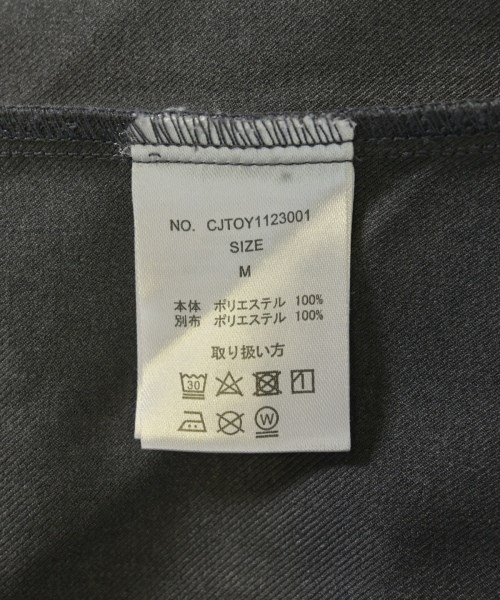 NO. CJTOY1123001
SIZE
M
本体 ポリエステル 100%
別布 ポリエステル 100%
取り扱い方
30
W